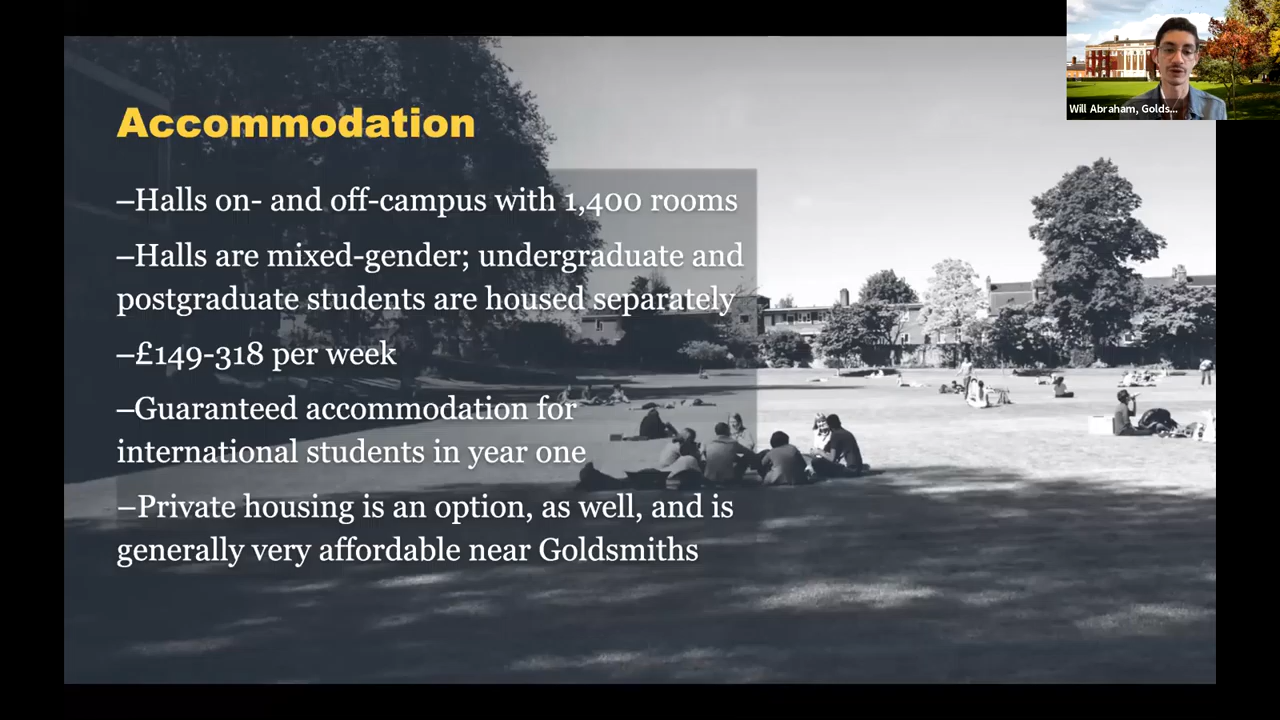 Accommodation
–Halls on- and off-campus with 1,400 rooms
–Halls are mixed-gender; undergraduate and
postgraduate students are housed separately
–£149-318 per week
–Guaranteed accommodation for
international students in year one
–Private housing is an option, as well, and is
generally very affordable near Goldsmiths
Will Abraham, Golds...